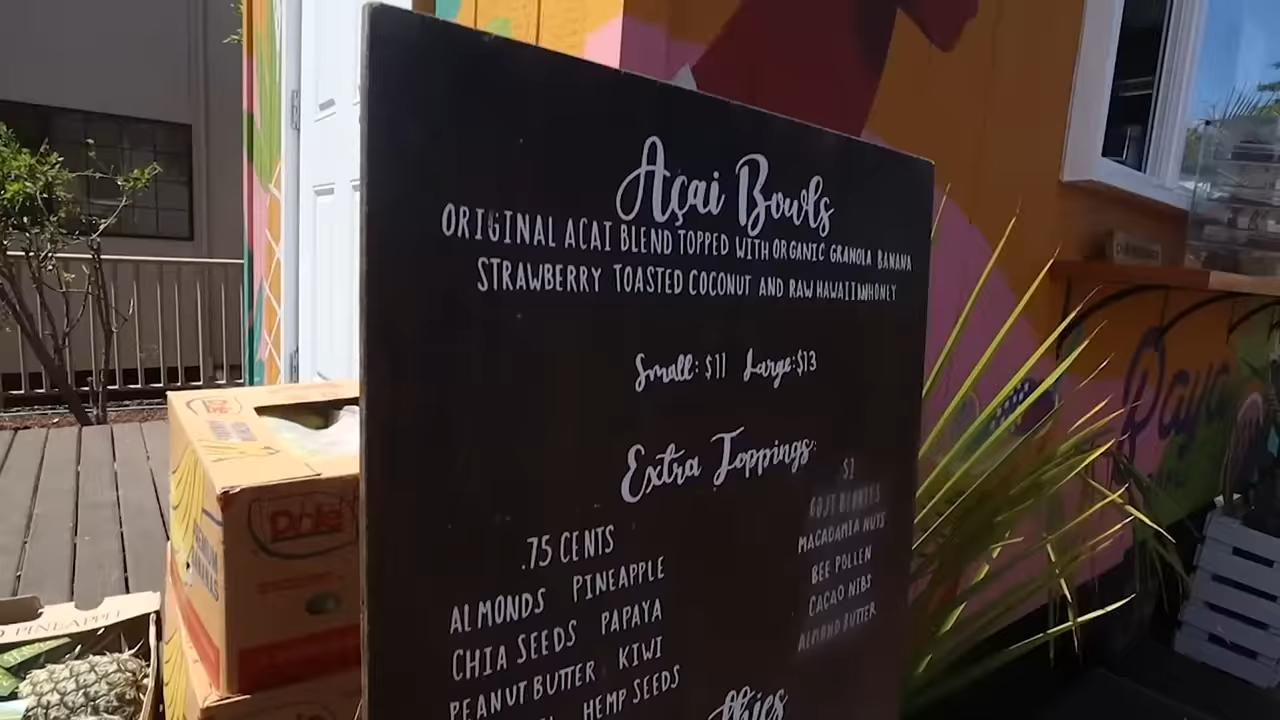 Açai Bowls
ORIGINAL ACAI BLEND TOPPED WITH ORGANIC GRANOLA BANANA
STRAWBERRY TOASTED COCONUT AND RAW HAWAIIAN HONEY
Small: $11 Large: $13
Extra Toppings:
.75 CENTS
ALMONDS PINEAPPLE
CHIA SEEDS PAPAYA
PEANUT BUTTER KIWI
HEMP SEEDS
GOJI BERRIES
MACADAMIA NUTS
BEE POLLEN
CACAO NIBS
ALMOND BUTTER
Dole
PINEAPPLE